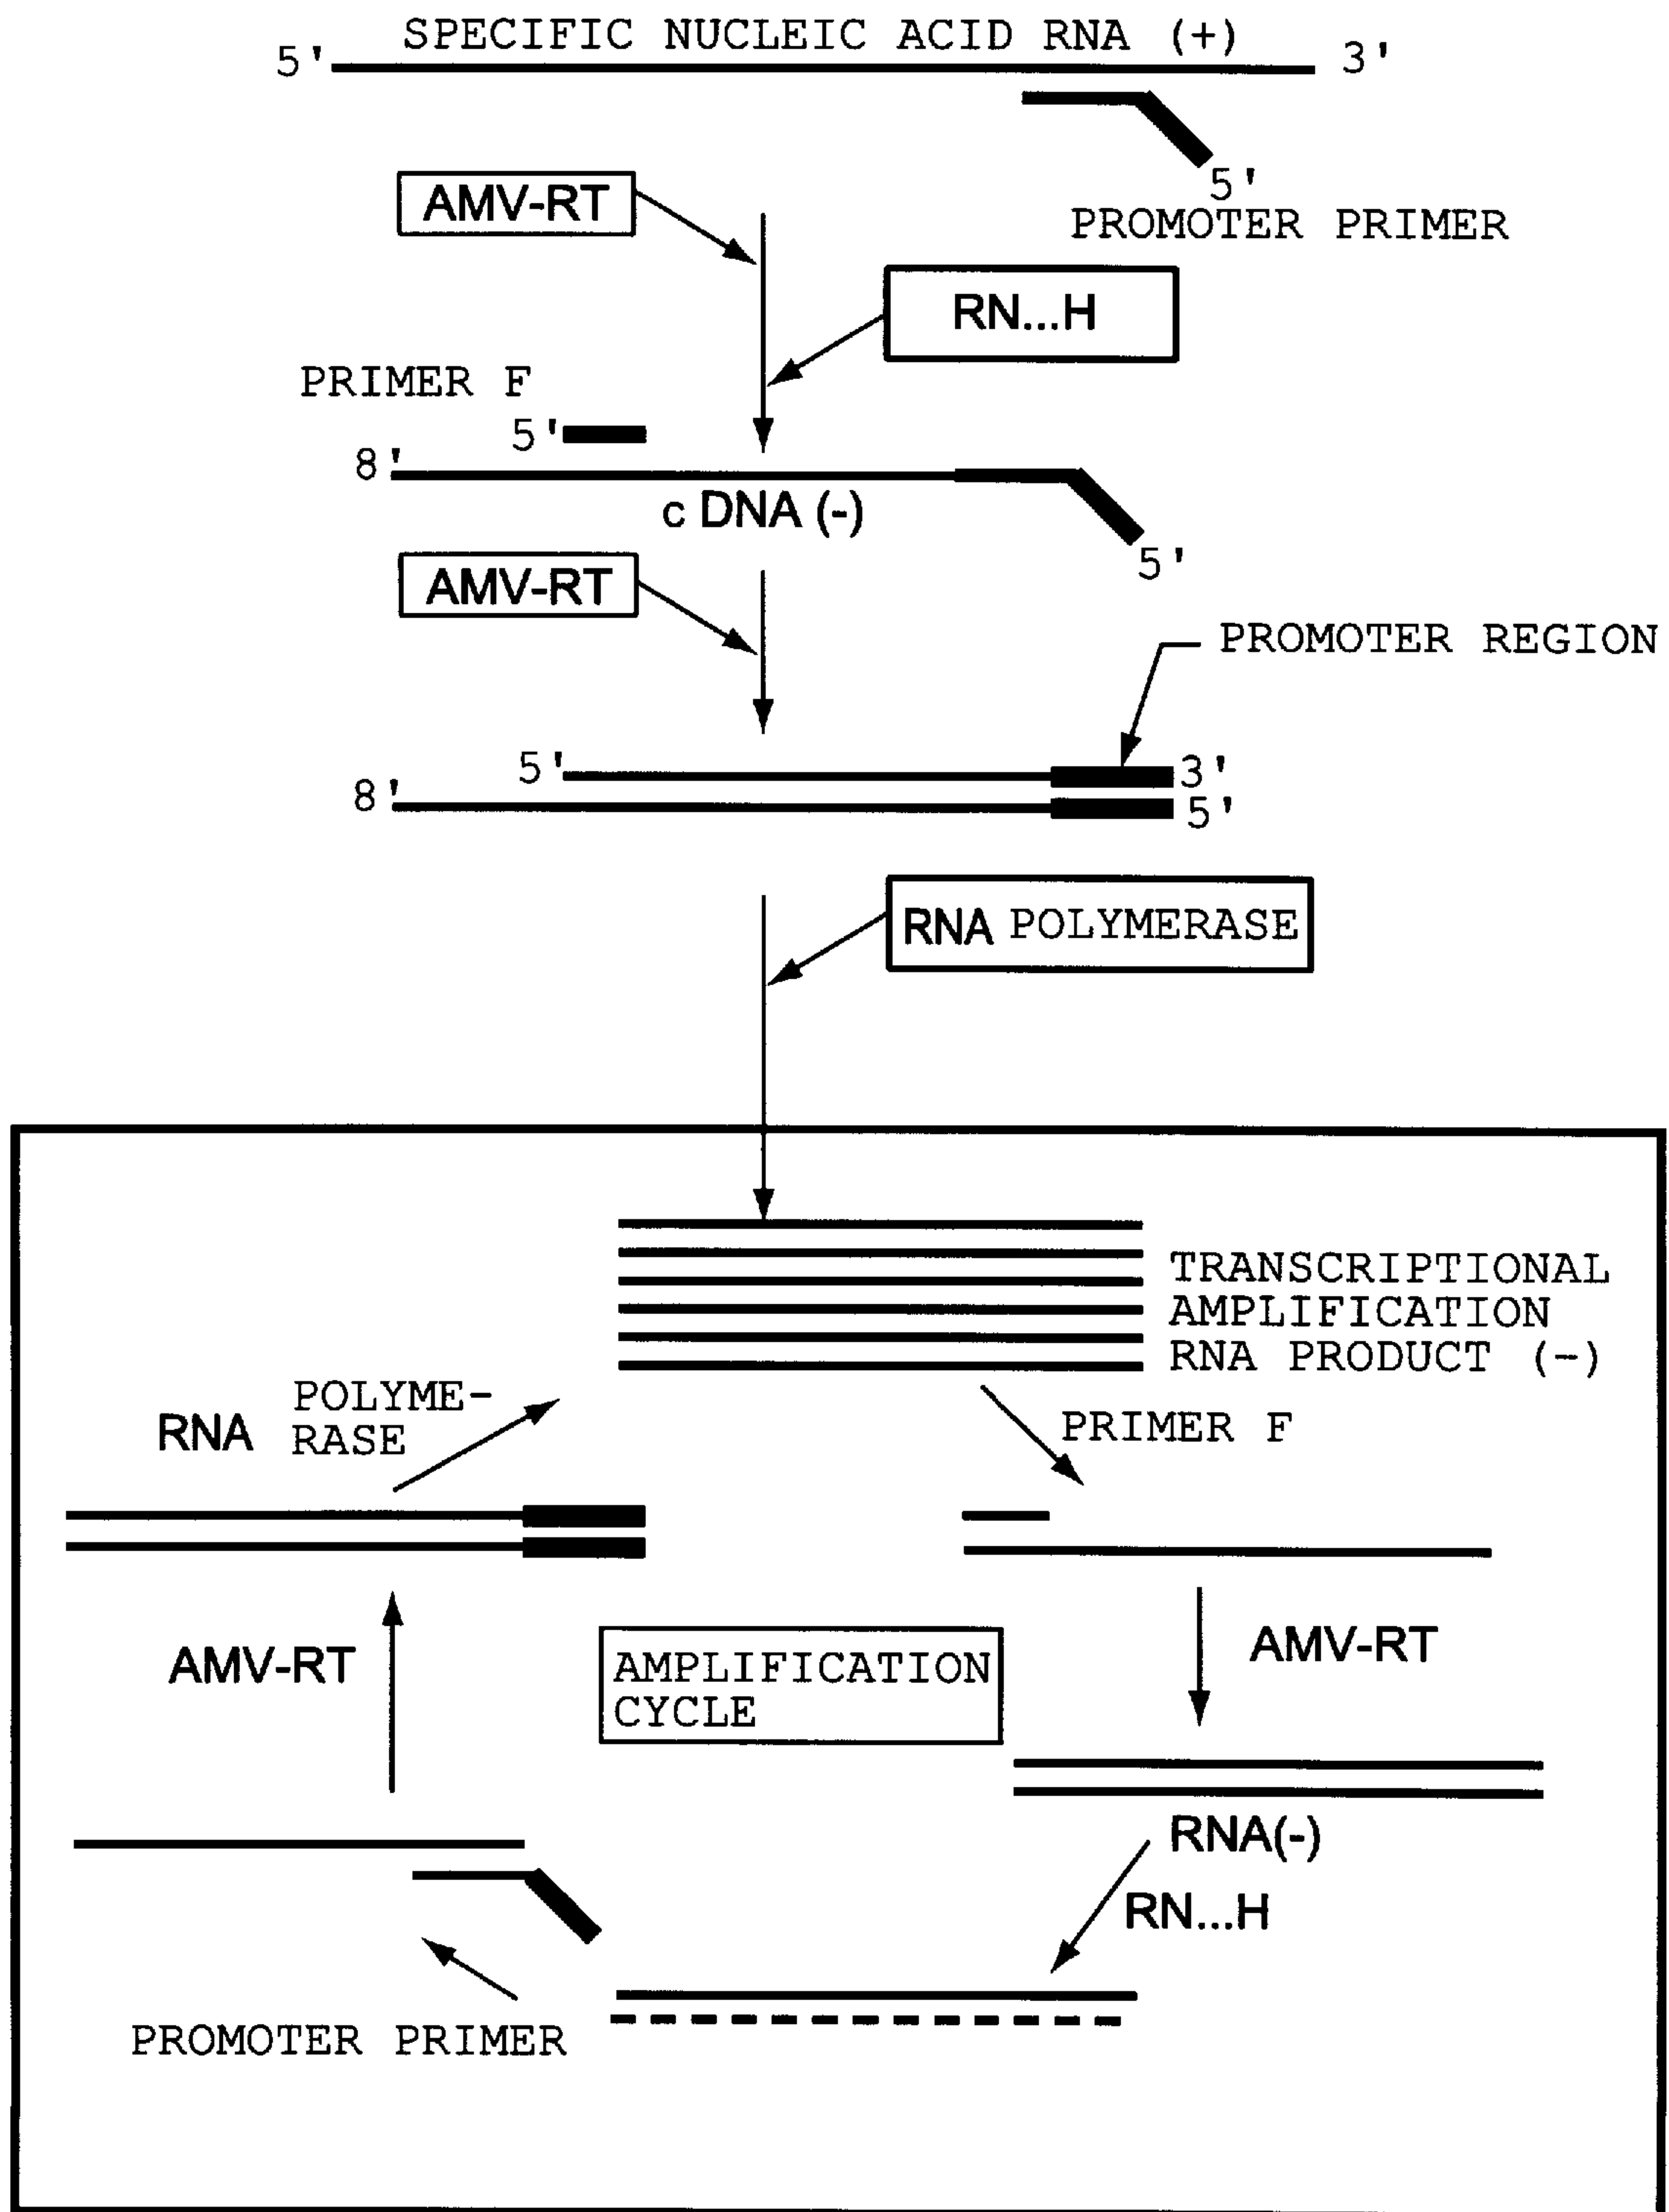 SPECIFIC NUCLEIC ACID RNA (+)
5'
3'
5'
PROMOTER PRIMER
AMV-RT
RN...H
PRIMER F
5'
8'
c DNA (-)
5'
AMV-RT
PROMOTER REGION
5'
3'
8'
5'
RNA POLYMERASE
TRANSCRIPTIONAL
AMPLIFICATION
RNA PRODUCT (-)
RNA POLYME-
RASE
PRIMER F
AMV-RT
AMPLIFICATION
CYCLE
AMV-RT
RNA(-)
RN...H
PROMOTER PRIMER